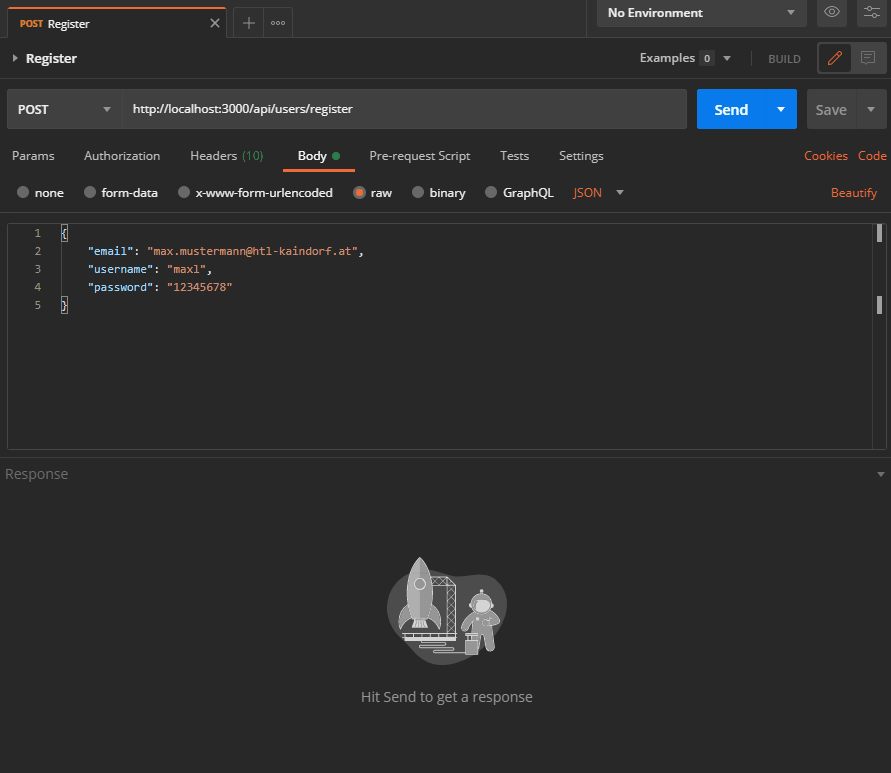 POST Register
No Environment
Register
Examples 0
BUILD
POST
http://localhost:3000/api/users/register
Send
Save
Params Authorization Headers (10) Body Pre-request Script Tests Settings Cookies Code
none form-data x-www-form-urlencoded raw binary GraphQL JSON Beautify
1 {
2 "email": "max.mustermann@htl-kaindorf.at",
3 "username": "maxl",
4 "password": "12345678"
5 }
Response
Hit Send to get a response